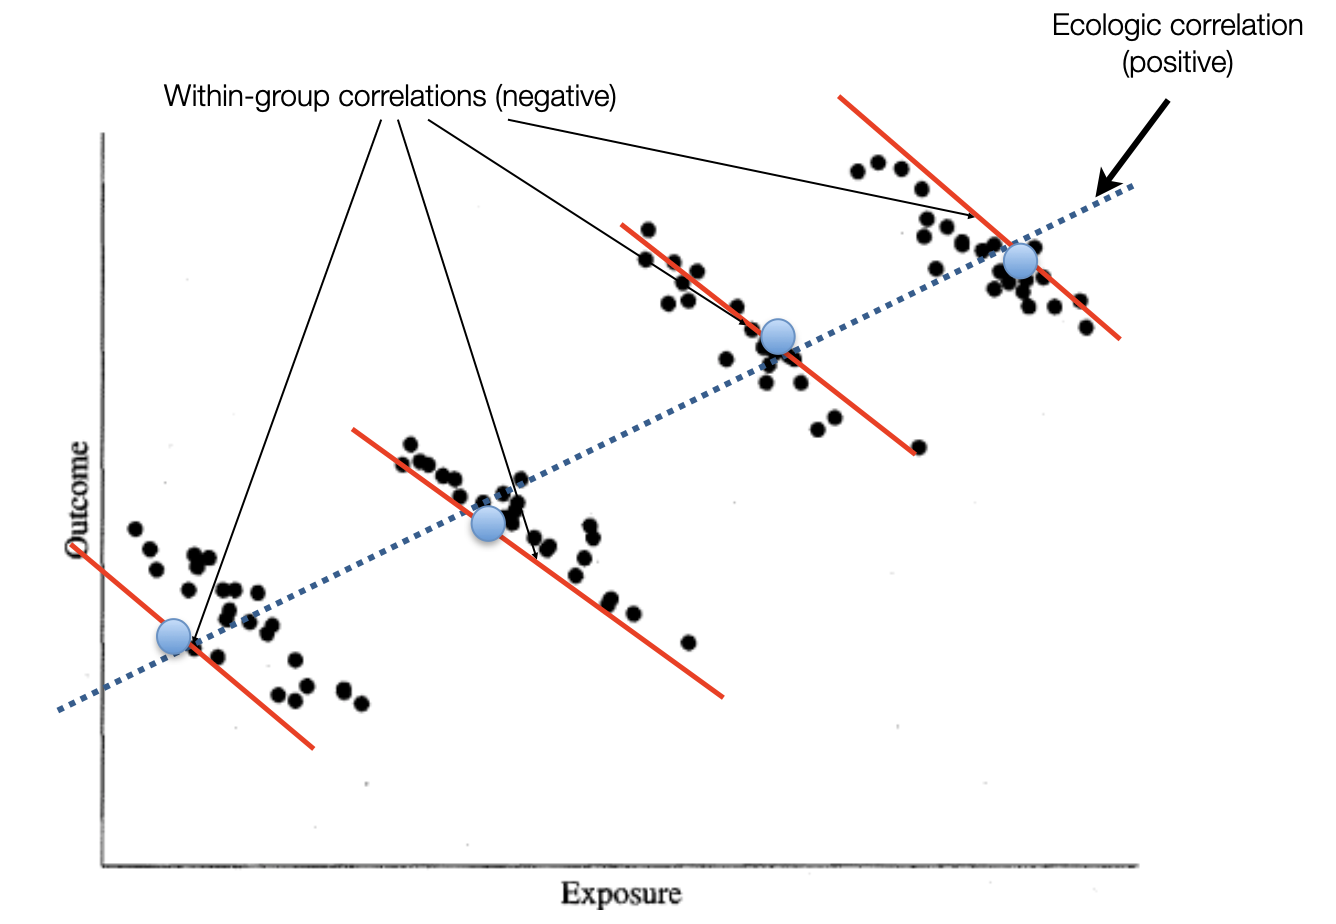 Ecologic correlation
(positive)
Within-group correlations (negative)
Outcome
Exposure